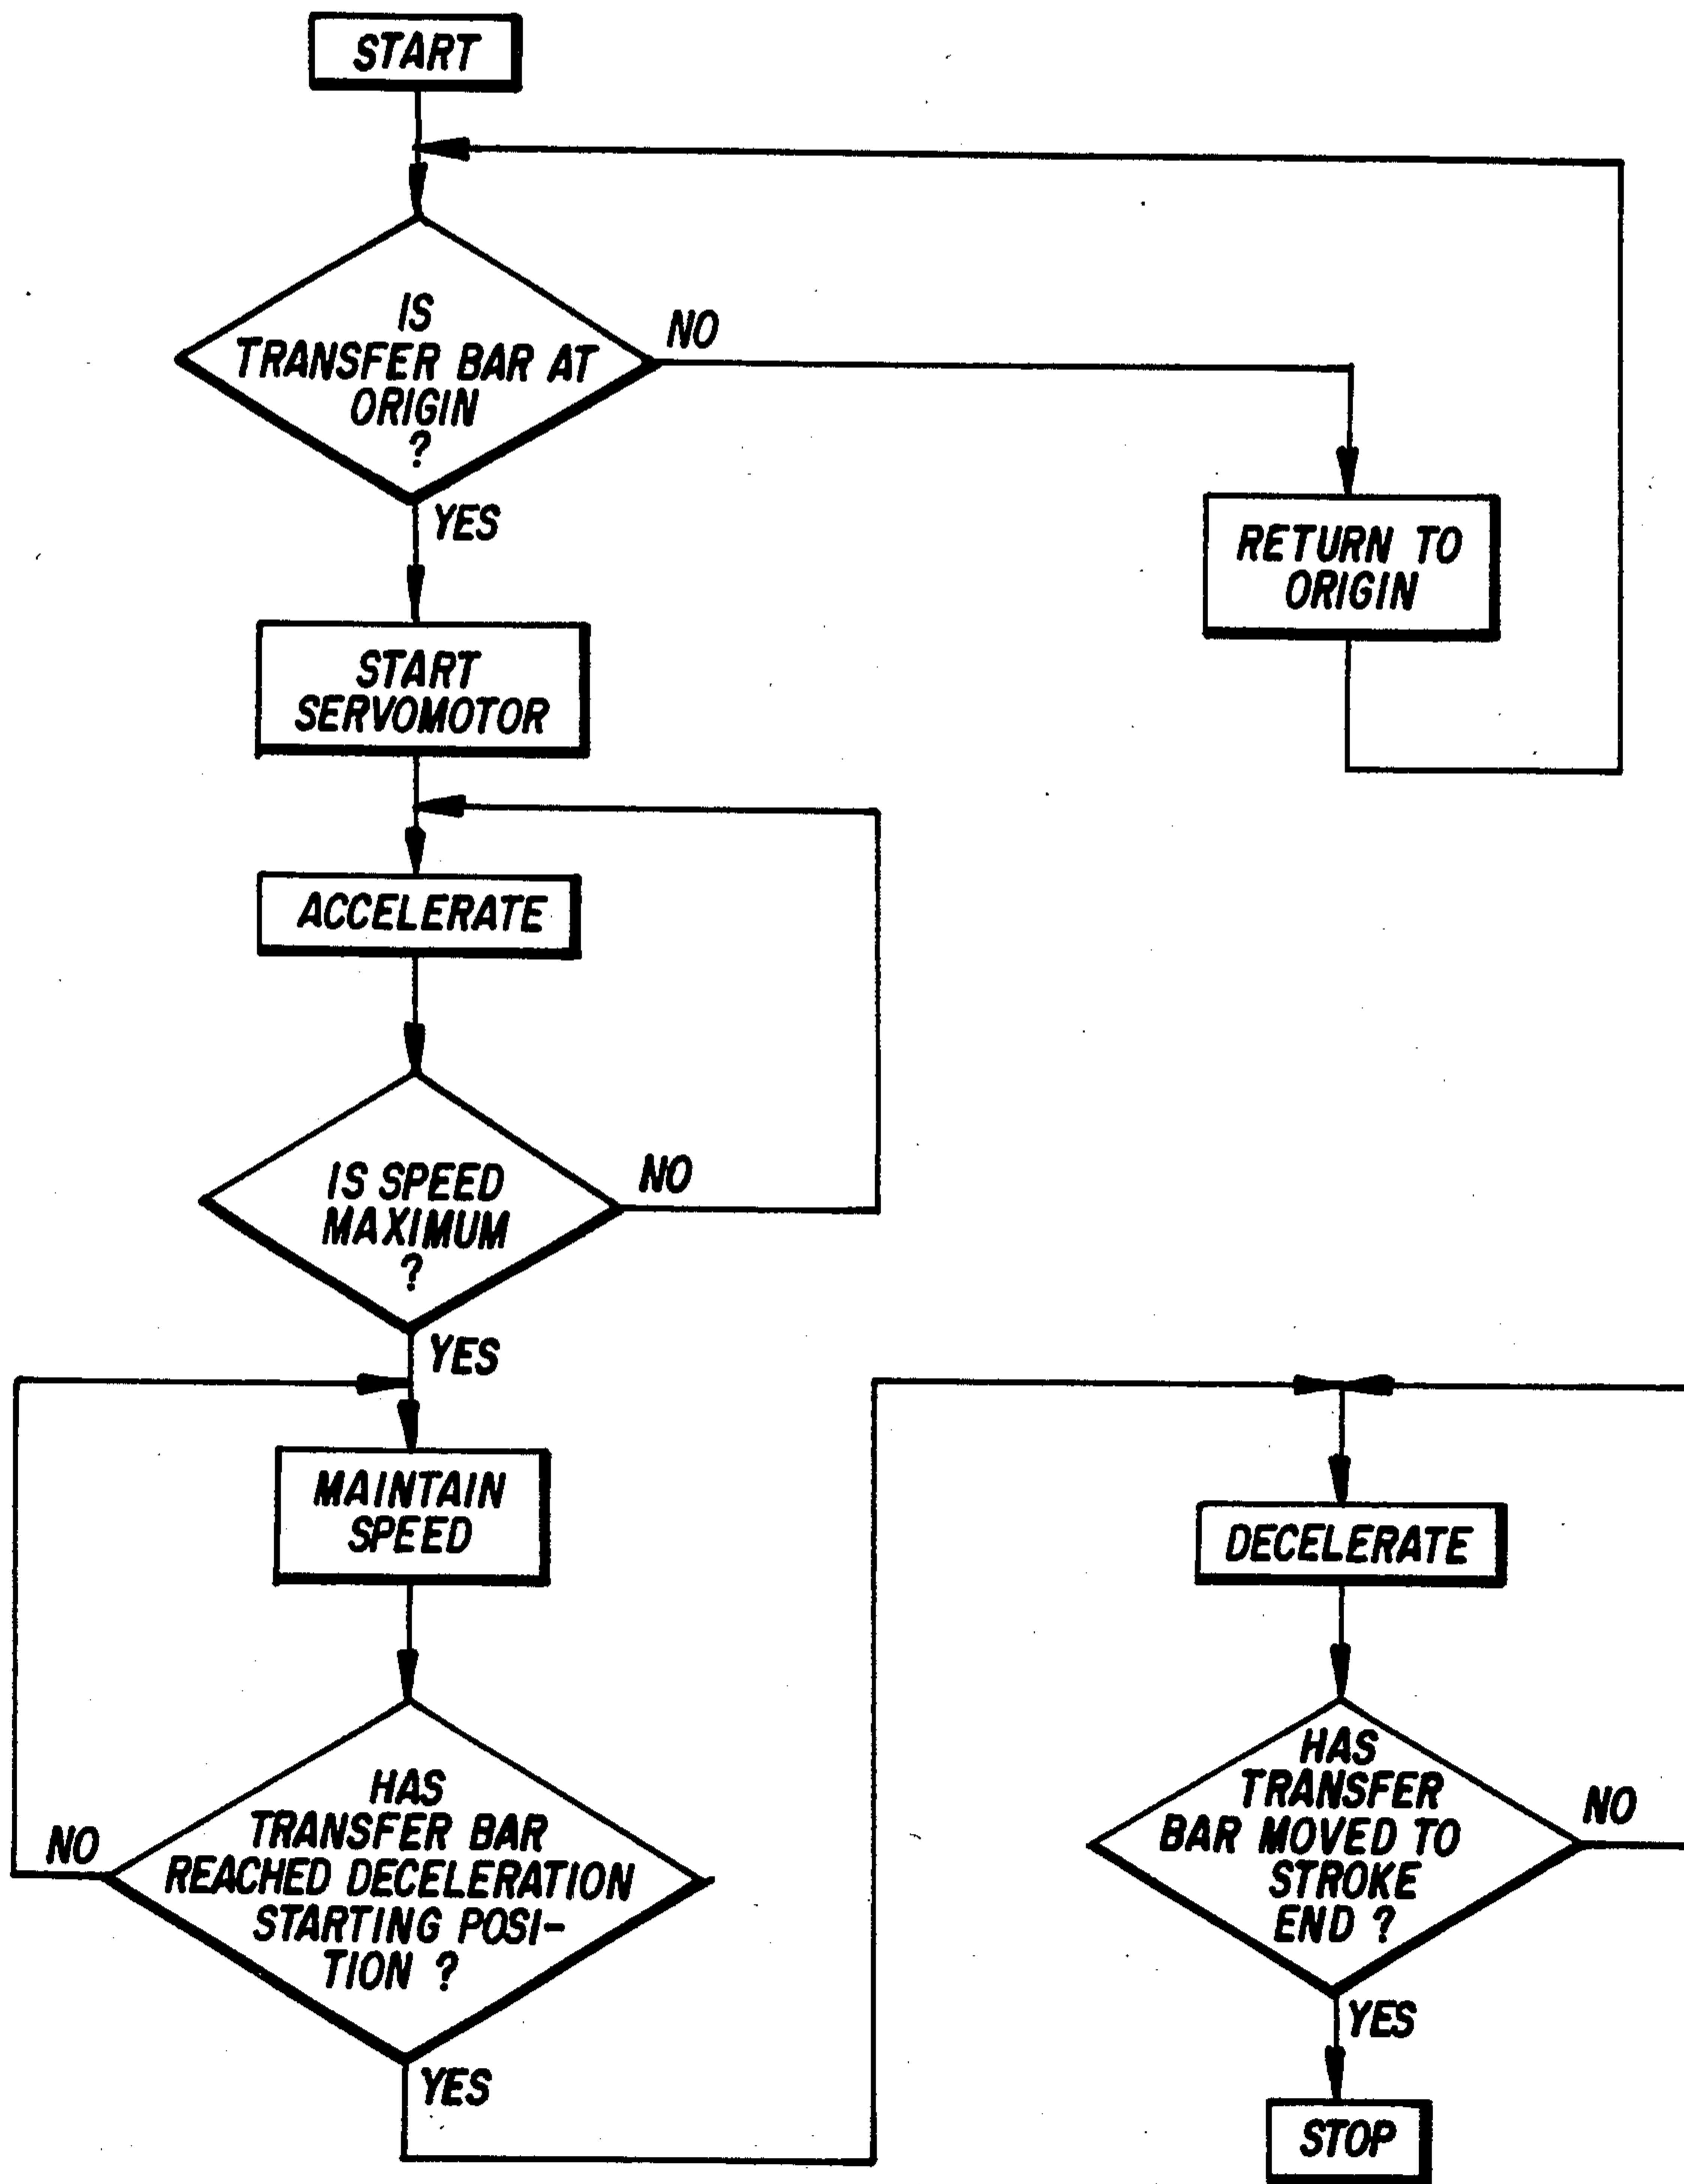 START
IS
TRANSFER BAR AT
ORIGIN
?
NO
YES
RETURN TO
ORIGIN
START
SERVOMOTOR
ACCELERATE
IS SPEED
MAXIMUM
?
NO
YES
MAINTAIN
SPEED
HAS
TRANSFER BAR
REACHED DECELERATION
STARTING POSI-
TION ?
NO
YES
DECELERATE
HAS
TRANSFER
BAR MOVED TO
STROKE
END ?
NO
YES
STOP